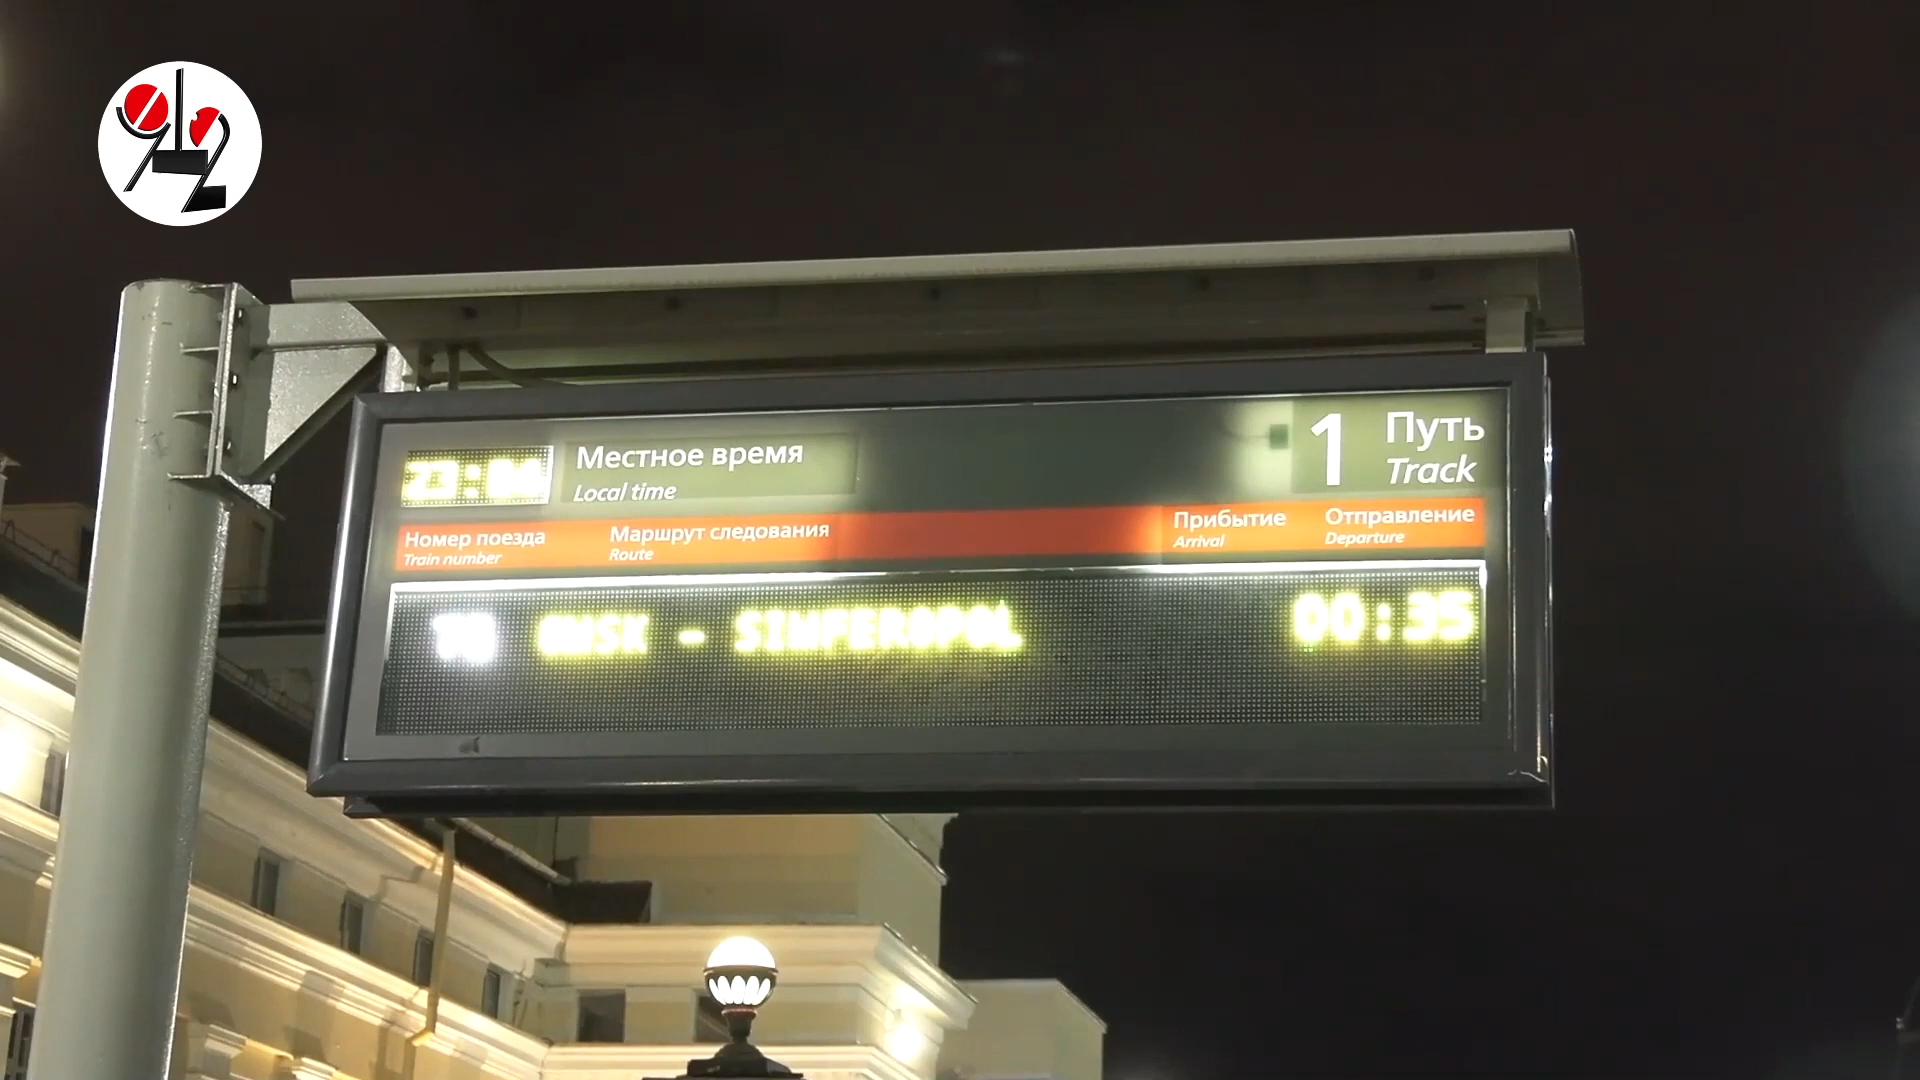 Местное время
Local time
1 Путь
Track
Номер поезда
Train number
Маршрут следования
Route
Прибытие
Arrival
Отправление
Departure
OMSK - SIMFEROPOL 00:35